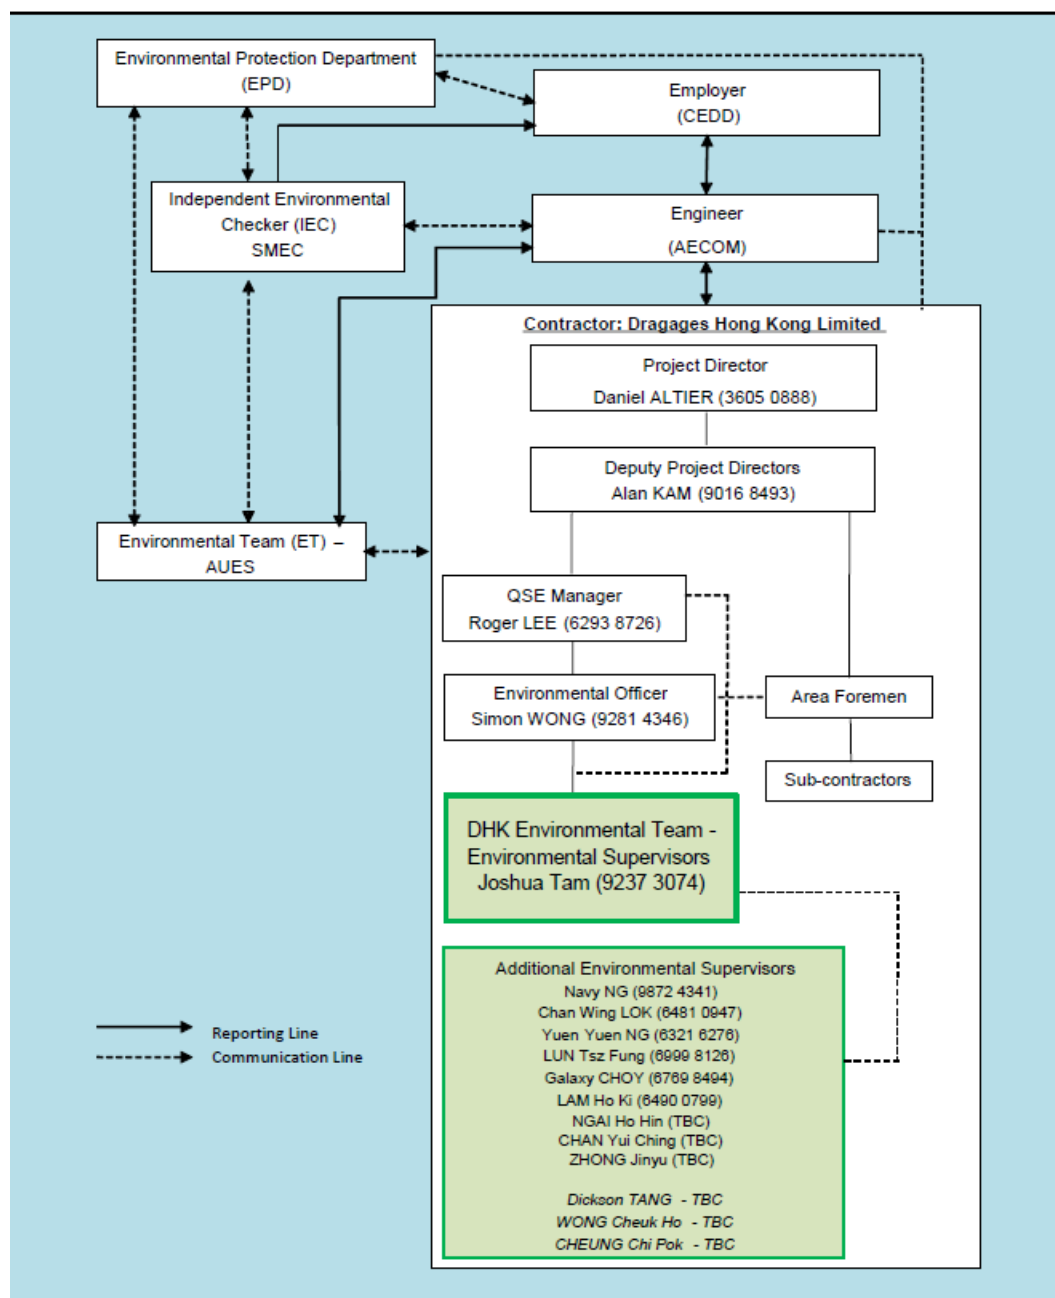 Environmental Protection Department
(EPD)
Employer
(CEDD)
Independent Environmental
Checker (IEC)
SMEC
Engineer
(AECOM)
Contractor: Dragages Hong Kong Limited
Project Director
Daniel ALTIER (3605 0888)
Deputy Project Directors
Alan KAM (9016 8493)
Environmental Team (ET) –
AUES
QSE Manager
Roger LEE (6293 8726)
Environmental Officer
Simon WONG (9281 4346)
Area Foremen
Sub-contractors
DHK Environmental Team -
Environmental Supervisors
Joshua Tam (9237 3074)
Additional Environmental Supervisors
Navy NG (9872 4341)
Chan Wing LOK (6481 0947)
Yuen Yuen NG (6321 6276)
LUN Tsz Fung (6999 8126)
Galaxy CHOY (6769 8494)
LAM Ho Ki (6490 0799)
NGAI Ho Hin (TBC)
CHAN Yui Ching (TBC)
ZHONG Jinyu (TBC)
Dickson TANG - TBC
WONG Cheuk Ho - TBC
CHEUNG Chi Pok - TBC
Reporting Line
Communication Line